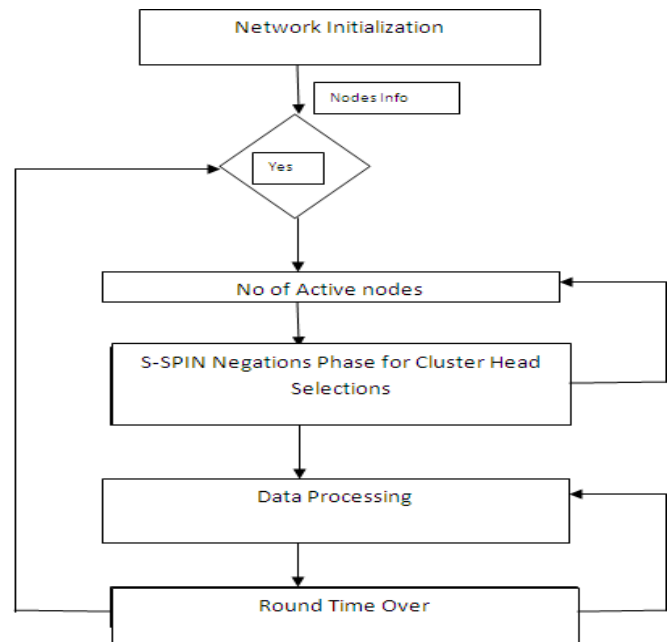 Network Initialization
Nodes Info
Yes
No of Active nodes
S-SPIN Negations Phase for Cluster Head
Selections
Data Processing
Round Time Over